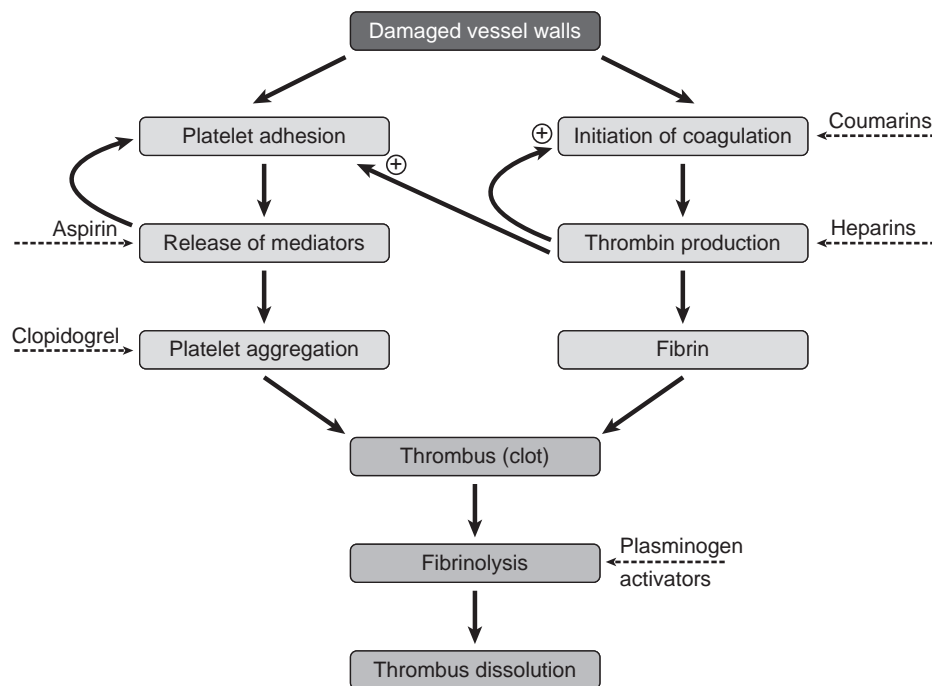 Damaged vessel walls
Platelet adhesion
+
+
Initiation of coagulation
Coumarins
Aspirin
Release of mediators
Thrombin production
Heparins
Clopidogrel
Platelet aggregation
Fibrin
Thrombus (clot)
Fibrinolysis
Plasminogen
activators
Thrombus dissolution